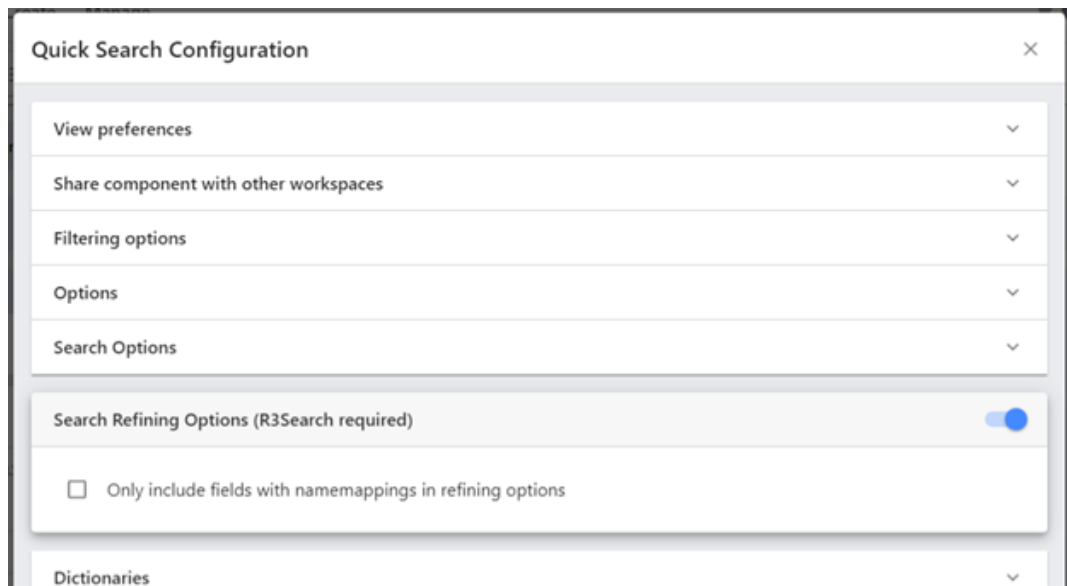 Quick Search Configuration
View preferences
Share component with other workspaces
Filtering options
Options
Search Options
Search Refining Options (R3Search required)
Only include fields with namemappings in refining options
Dictionaries